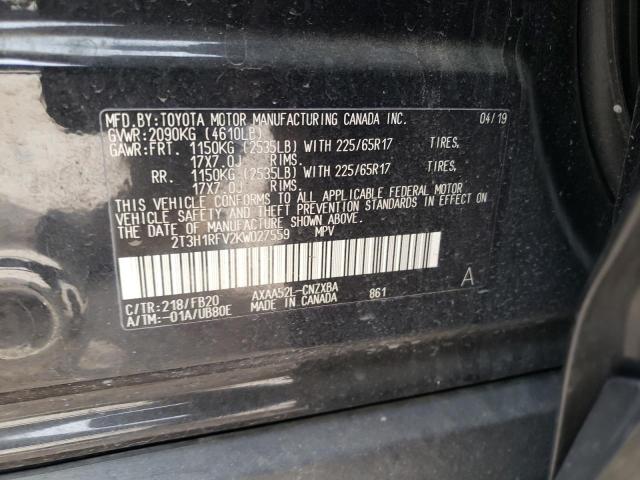 MFD.BY:TOYOTA MOTOR MANUFACTURING CANADA INC. 04/19
GVWR:2090KG (4610LB)
GAWR:FRT. 1150KG (2535LB) WITH 225/65R17 TIRES,
17X7.0J RIMS.
RR. 1150KG (2535LB) WITH 225/65R17 TIRES,
17X7.0J RIMS.
THIS VEHICLE CONFORMS TO ALL APPLICABLE FEDERAL MOTOR
VEHICLE SAFETY AND THEFT PREVENTION STANDARDS IN EFFECT ON
THE DATE OF MANUFACTURE SHOWN ABOVE.
2T3H1RFV2KW027559 MPV
A
C/TR:218/FB20 AXAA52L-CNZXBA 861
A/TM:-01A/UB80E MADE IN CANADA